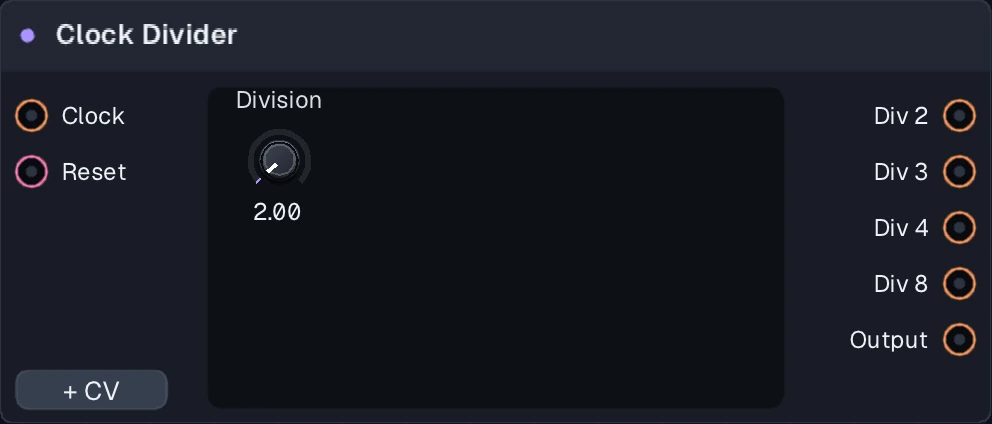 Clock Divider
Clock
Reset
+ CV
Division
2.00
Div 2
Div 3
Div 4
Div 8
Output